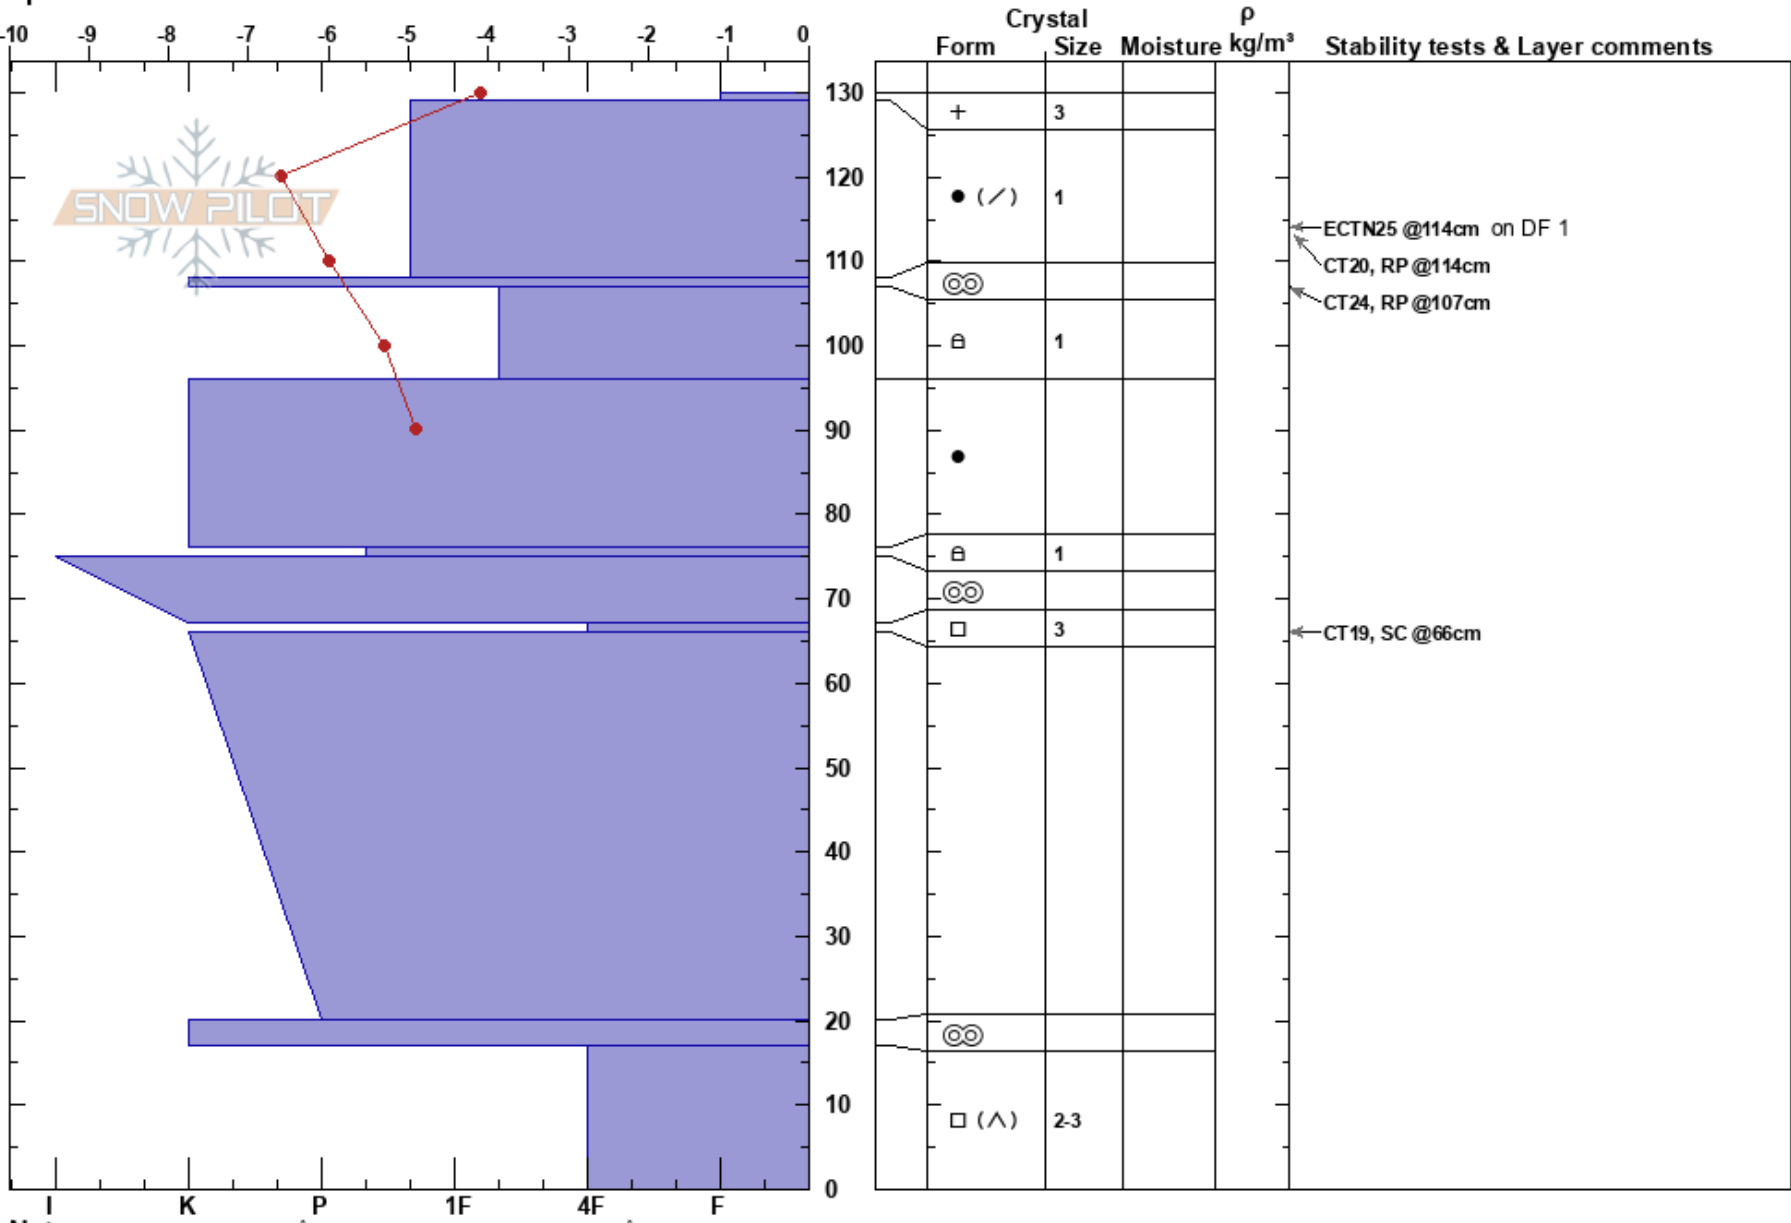 Crystal ρ
-10 -9 -8 -7 -6 -5 -4 -3 -2 -1 0
Form Size Moisture kg/m³ Stability tests & Layer comments
130
+ 3
120
● (／) 1
SNOW PILOT
ECTN25 @114cm on DF 1
110
CT20, RP @114cm
CT24, RP @107cm
100
1
90
80
1
70
3
CT19, SC @66cm
60
50
40
30
20
10
□ (∧) 2-3
0
I K P 1F 4F F